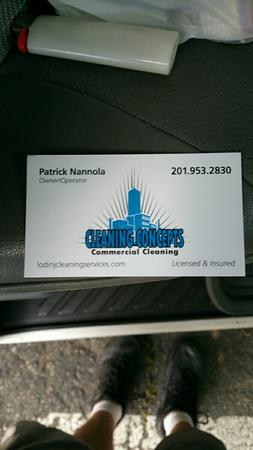 Patrick Nannola
Owner/Operator
201.953.2830
CLEANING CONCEPTS
Commercial Cleaning
lodinjcleaningservices.com
Licensed & Insured